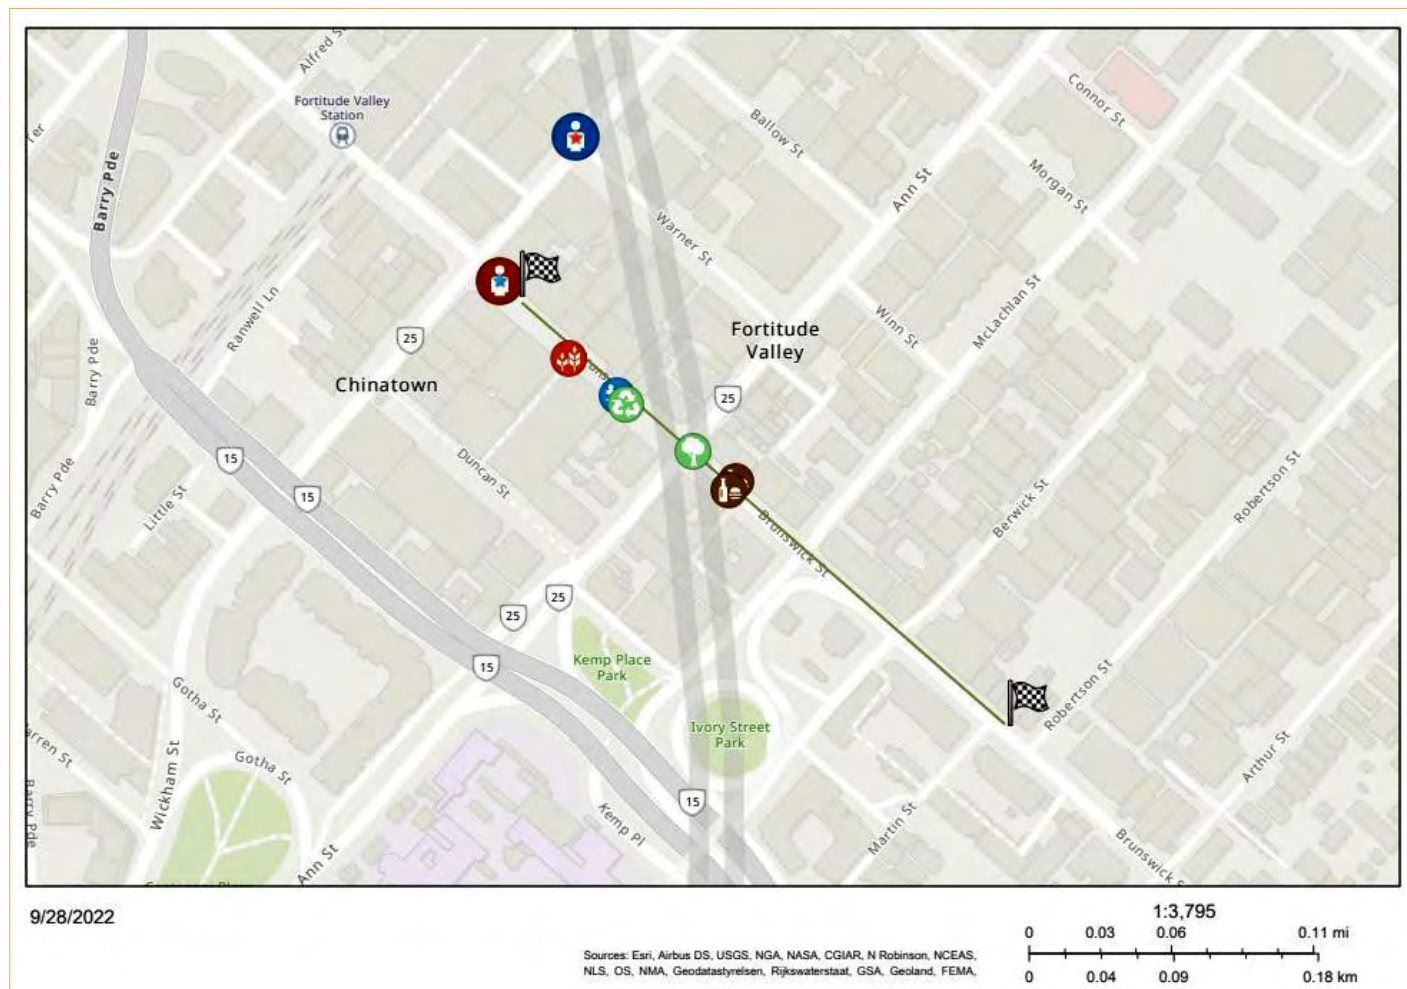 Alfred S
Fortitude Valley
Station
Ter
Barry Pde
Connor St
Ballow St
Ann St
Morgan St
Warner St
Ranwell Ln
25
McLachlan St
Winn St
Fortitude
Valley
Chinatown
Barry Pde
25
15
15
Barry Pde
Little St
Duncan St
Brunswick St
Berwick St
Robertson St
25
25
15
Kemp Place
Park
Gotha St
Ivory Street
Park
Robertson St
arren St
Gotha St
Wickham St
Arthur St
15
Barry Pde
Kemp Pl
Martin St
Ann St
Brunswick S
9/28/2022
1:3,795
0 0.03 0.06 0.11 mi
0 0.04 0.09 0.18 km
Sources: Esri, Airbus DS, USGS, NGA, NASA, CGIAR, N Robinson, NCEAS,
NLS, OS, NMA, Geodatastyrelsen, Rijkswaterstaat, GSA, Geoland, FEMA,